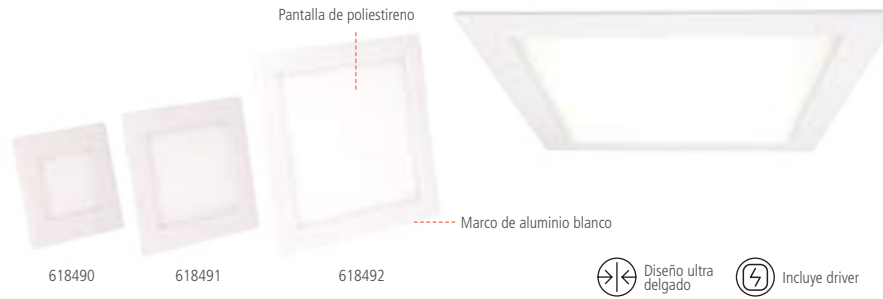 Pantalla de poliestireno
Marco de aluminio blanco
618490
618491
618492
Diseño ultra
delgado
Incluye driver